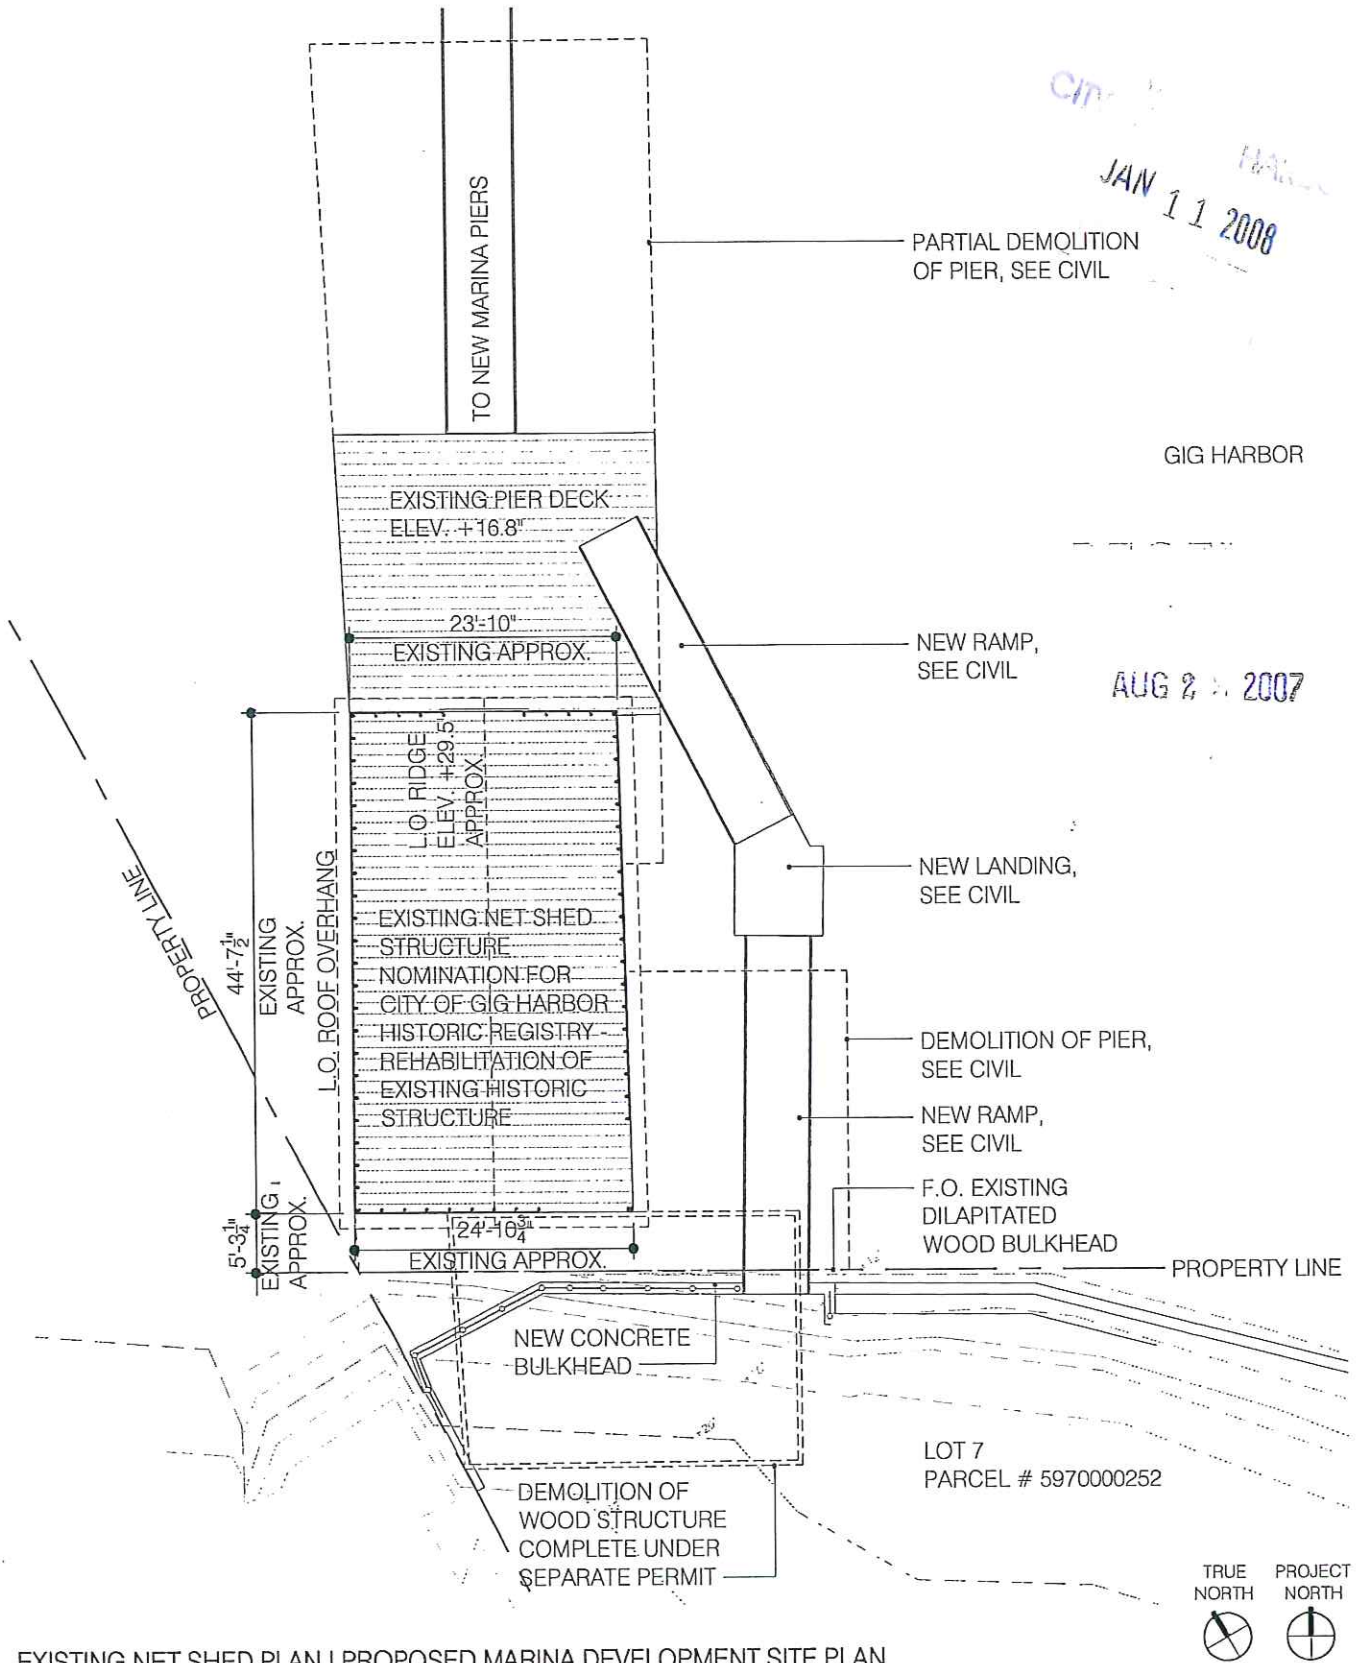 JAN 11 2008
TO NEW MARINA PIERS
PARTIAL DEMOLITION
OF PIER, SEE CIVIL
GIG HARBOR
EXISTING PIER DECK
ELEV. +16.8"
23'-10"
EXISTING APPROX.
NEW RAMP,
SEE CIVIL
AUG 2 2007
L.O. RIDGE
ELEV. +29.5'
APPROX.
NEW LANDING,
SEE CIVIL
PROPERTY LINE
44'-7 1/2"
EXISTING
APPROX.
L.O. ROOF OVERHANG
EXISTING NET SHED
STRUCTURE
NOMINATION FOR
CITY OF GIG HARBOR
HISTORIC REGISTRY
REHABILITATION OF
EXISTING HISTORIC
STRUCTURE
DEMOLITION OF PIER,
SEE CIVIL
NEW RAMP,
SEE CIVIL
F.O. EXISTING
DILAPITATED
WOOD BULKHEAD
5'-3 1/4"
EXISTING
APPROX.
24'-10 3/4"
EXISTING APPROX.
PROPERTY LINE
NEW CONCRETE
BULKHEAD
+20'
LOT 7
PARCEL # 5970000252
DEMOLITION OF
WOOD STRUCTURE
COMPLETE UNDER
SEPARATE PERMIT
TRUE
NORTH
PROJECT
NORTH
EXISTING NET SHED PLAN | PROPOSED MARINA DEVELOPMENT SITE PLAN